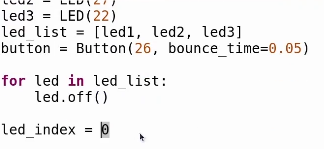 led2 = LED(27)
led3 = LED(22)
led_list = [led1, led2, led3]
button = Button(26, bounce_time=0.05)
for led in led_list:
led.off()
led_index = 0